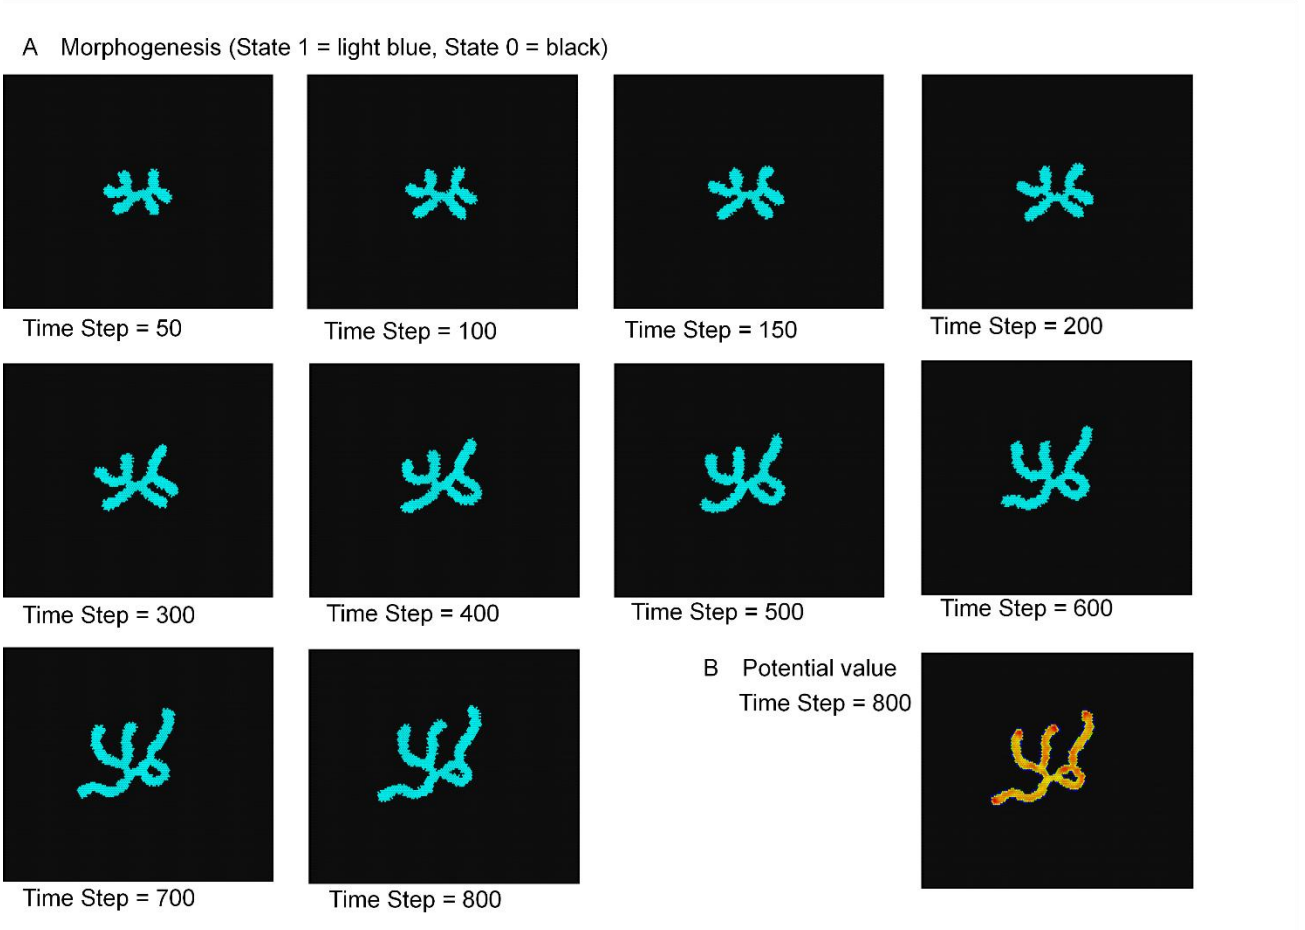 A Morphogenesis (State 1 = light blue, State 0 = black)
Time Step = 50
Time Step = 100
Time Step = 150
Time Step = 200
Time Step = 300
Time Step = 400
Time Step = 500
Time Step = 600
B Potential value
Time Step = 800
Time Step = 700
Time Step = 800